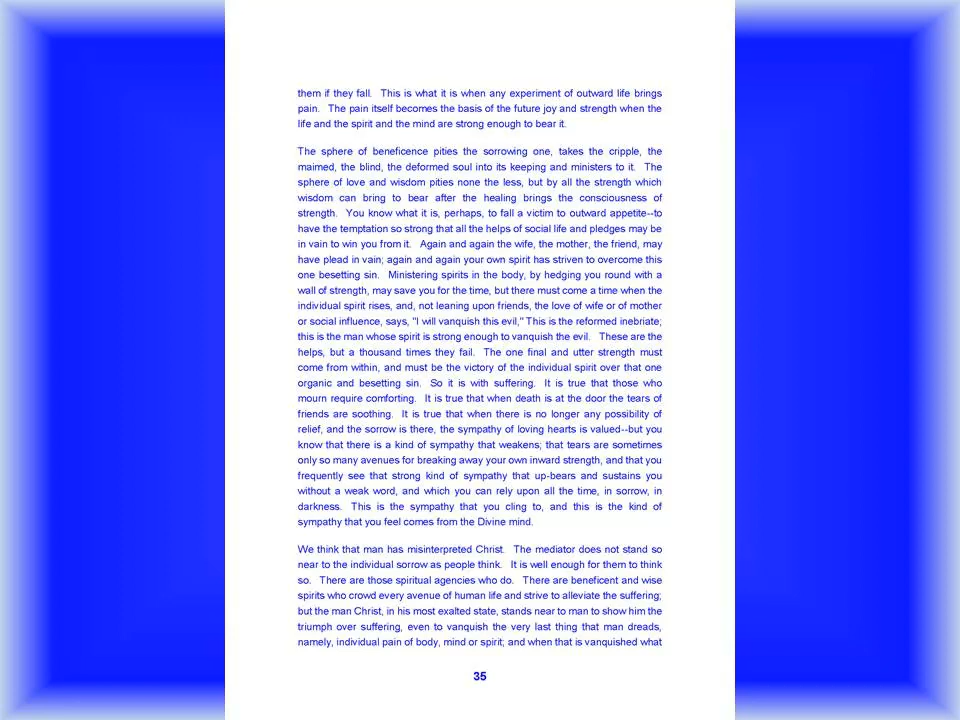 them if they fall.  This is what it is when any experiment of outward life brings
pain.  The pain itself becomes the basis of the future joy and strength when the
life and the spirit and the mind are strong enough to bear it.
The sphere of beneficence pities the sorrowing one, takes the cripple, the
maimed, the blind, the deformed soul into its keeping and ministers to it.  The
sphere of love and wisdom pities none the less, but by all the strength which
wisdom can bring to bear after the healing brings the consciousness of
strength.  You know what it is, perhaps, to fall a victim to outward appetite--to
have the temptation so strong that all the helps of social life and pledges may be
in vain to win you from it.  Again and again the wife, the mother, the friend, may
have plead in vain; again and again your own spirit has striven to overcome this
one besetting sin.  Ministering spirits in the body, by hedging you round with a
wall of strength, may save you for the time, but there must come a time when the
individual spirit rises, and, not leaning upon friends, the love of wife or of mother
or social influence, says, "I will vanquish this evil," This is the reformed inebriate;
this is the man whose spirit is strong enough to vanquish the evil.  These are the
helps, but a thousand times they fail.  The one final and utter strength must
come from within, and must be the victory of the individual spirit over that one
organic and besetting sin.  So it is with suffering.  It is true that those who
mourn require comforting.  It is true that when death is at the door the tears of
friends are soothing.  It is true that when there is no longer any possibility of
relief, and the sorrow is there, the sympathy of loving hearts is valued--but you
know that there is a kind of sympathy that weakens; that tears are sometimes
only so many avenues for breaking away your own inward strength, and that you
frequently see that strong kind of sympathy that up-bears and sustains you
without a weak word, and which you can rely upon all the time, in sorrow, in
darkness.  This is the sympathy that you cling to, and this is the kind of
sympathy that you feel comes from the Divine mind.
We think that man has misinterpreted Christ.  The mediator does not stand so
near to the individual sorrow as people think.  It is well enough for them to think
so.  There are those spiritual agencies who do.  There are beneficent and wise
spirits who crowd every avenue of human life and strive to alleviate the suffering;
but the man Christ, in his most exalted state, stands near to man to show him the
triumph over suffering, even to vanquish the very last thing that man dreads,
namely, individual pain of body, mind or spirit; and when that is vanquished what
35